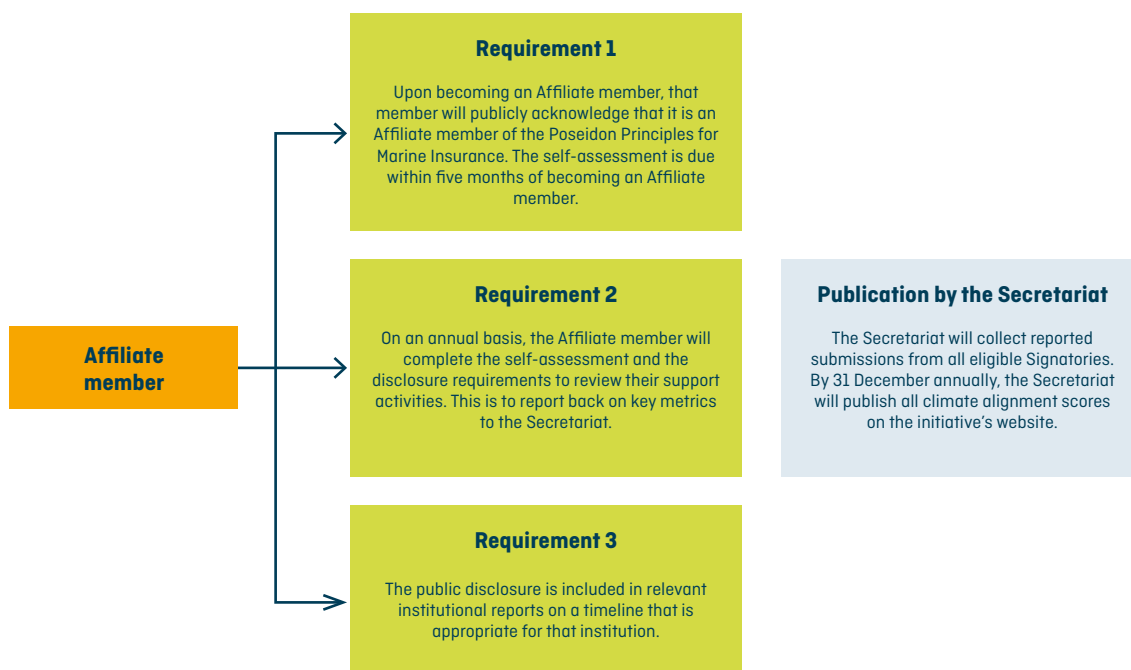 Affiliate
member
Requirement 1
Upon becoming an Affiliate member, that
member will publicly acknowledge that it is an
Affiliate member of the Poseidon Principles for
Marine Insurance. The self-assessment is due
within five months of becoming an Affiliate
member.
Requirement 2
On an annual basis, the Affiliate member will
complete the self-assessment and the
disclosure requirements to review their support
activities. This is to report back on key metrics
to the Secretariat.
Publication by the Secretariat
The Secretariat will collect reported
submissions from all eligible Signatories.
By 31 December annually, the Secretariat
will publish all climate alignment scores
on the initiative’s website.
Requirement 3
The public disclosure is included in relevant
institutional reports on a timeline that is
appropriate for that institution.